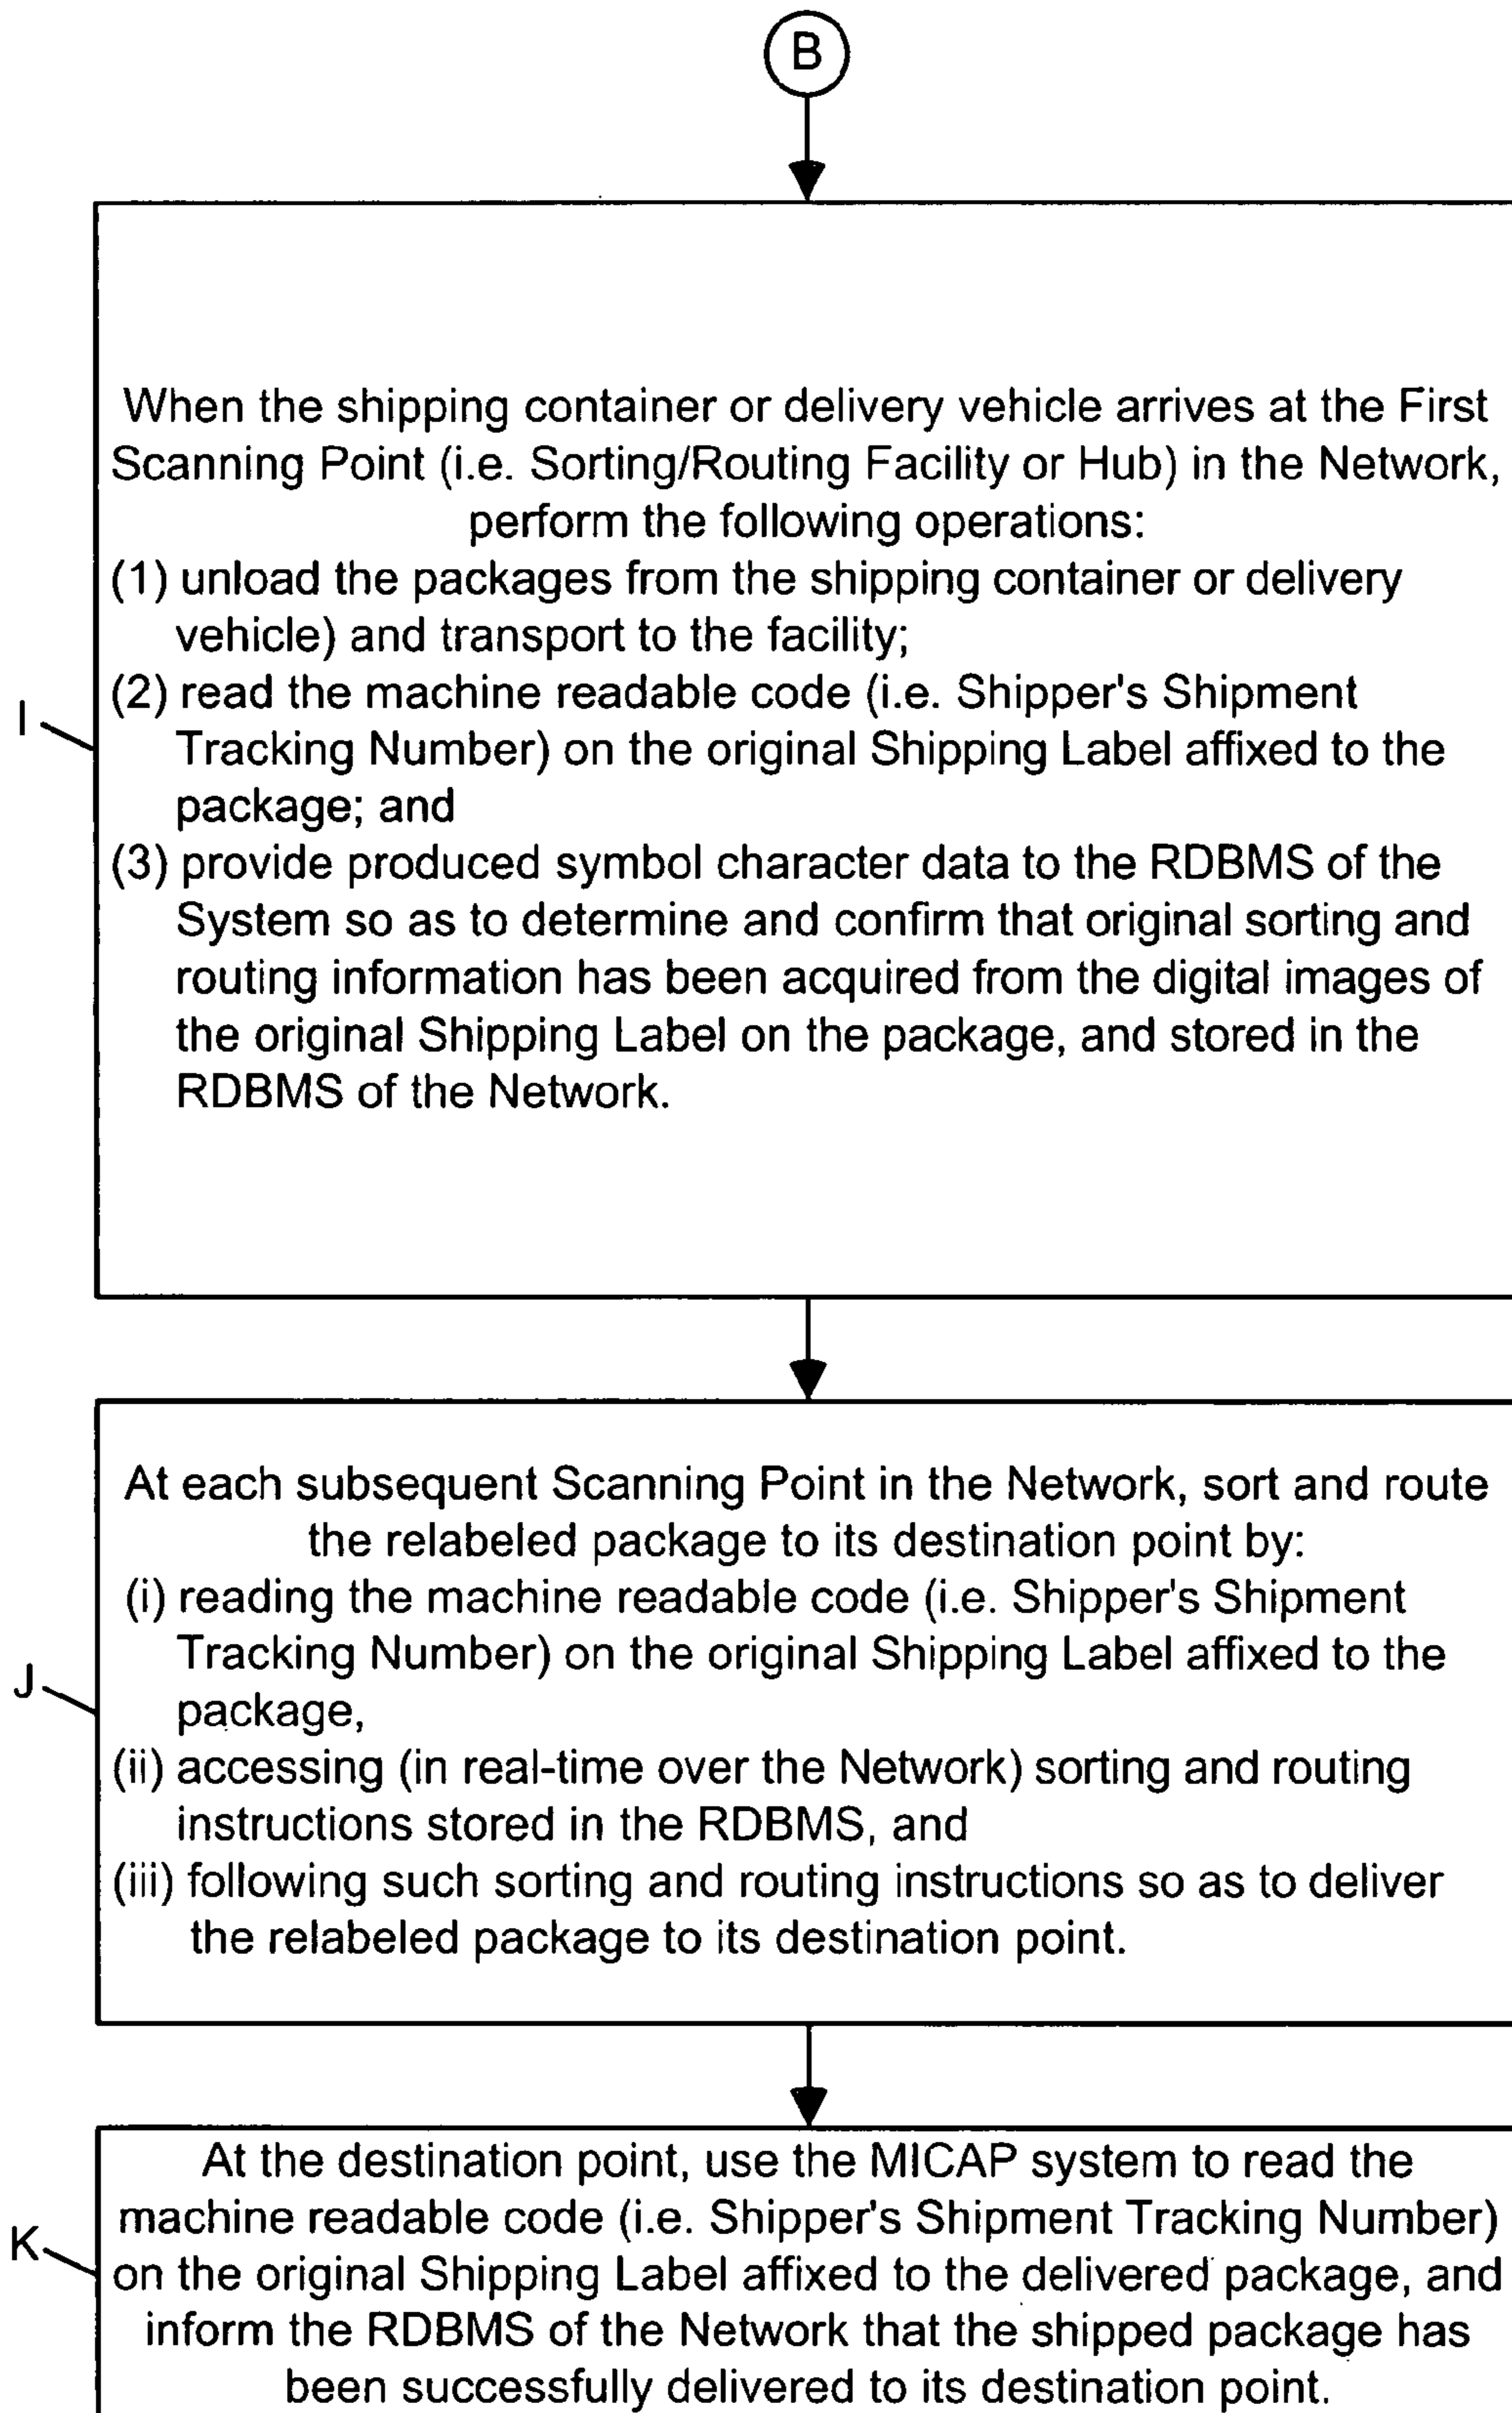 B
When the shipping container or delivery vehicle arrives at the First
Scanning Point (i.e. Sorting/Routing Facility or Hub) in the Network,
perform the following operations:
(1) unload the packages from the shipping container or delivery
vehicle) and transport to the facility;
(2) read the machine readable code (i.e. Shipper's Shipment
Tracking Number) on the original Shipping Label affixed to the
package; and
(3) provide produced symbol character data to the RDBMS of the
System so as to determine and confirm that original sorting and
routing information has been acquired from the digital images of
the original Shipping Label on the package, and stored in the
RDBMS of the Network.
I
At each subsequent Scanning Point in the Network, sort and route
the relabeled package to its destination point by:
(i) reading the machine readable code (i.e. Shipper's Shipment
Tracking Number) on the original Shipping Label affixed to the
package,
(ii) accessing (in real-time over the Network) sorting and routing
instructions stored in the RDBMS, and
(iii) following such sorting and routing instructions so as to deliver
the relabeled package to its destination point.
J
At the destination point, use the MICAP system to read the
machine readable code (i.e. Shipper's Shipment Tracking Number)
on the original Shipping Label affixed to the delivered package, and
inform the RDBMS of the Network that the shipped package has
been successfully delivered to its destination point.
K